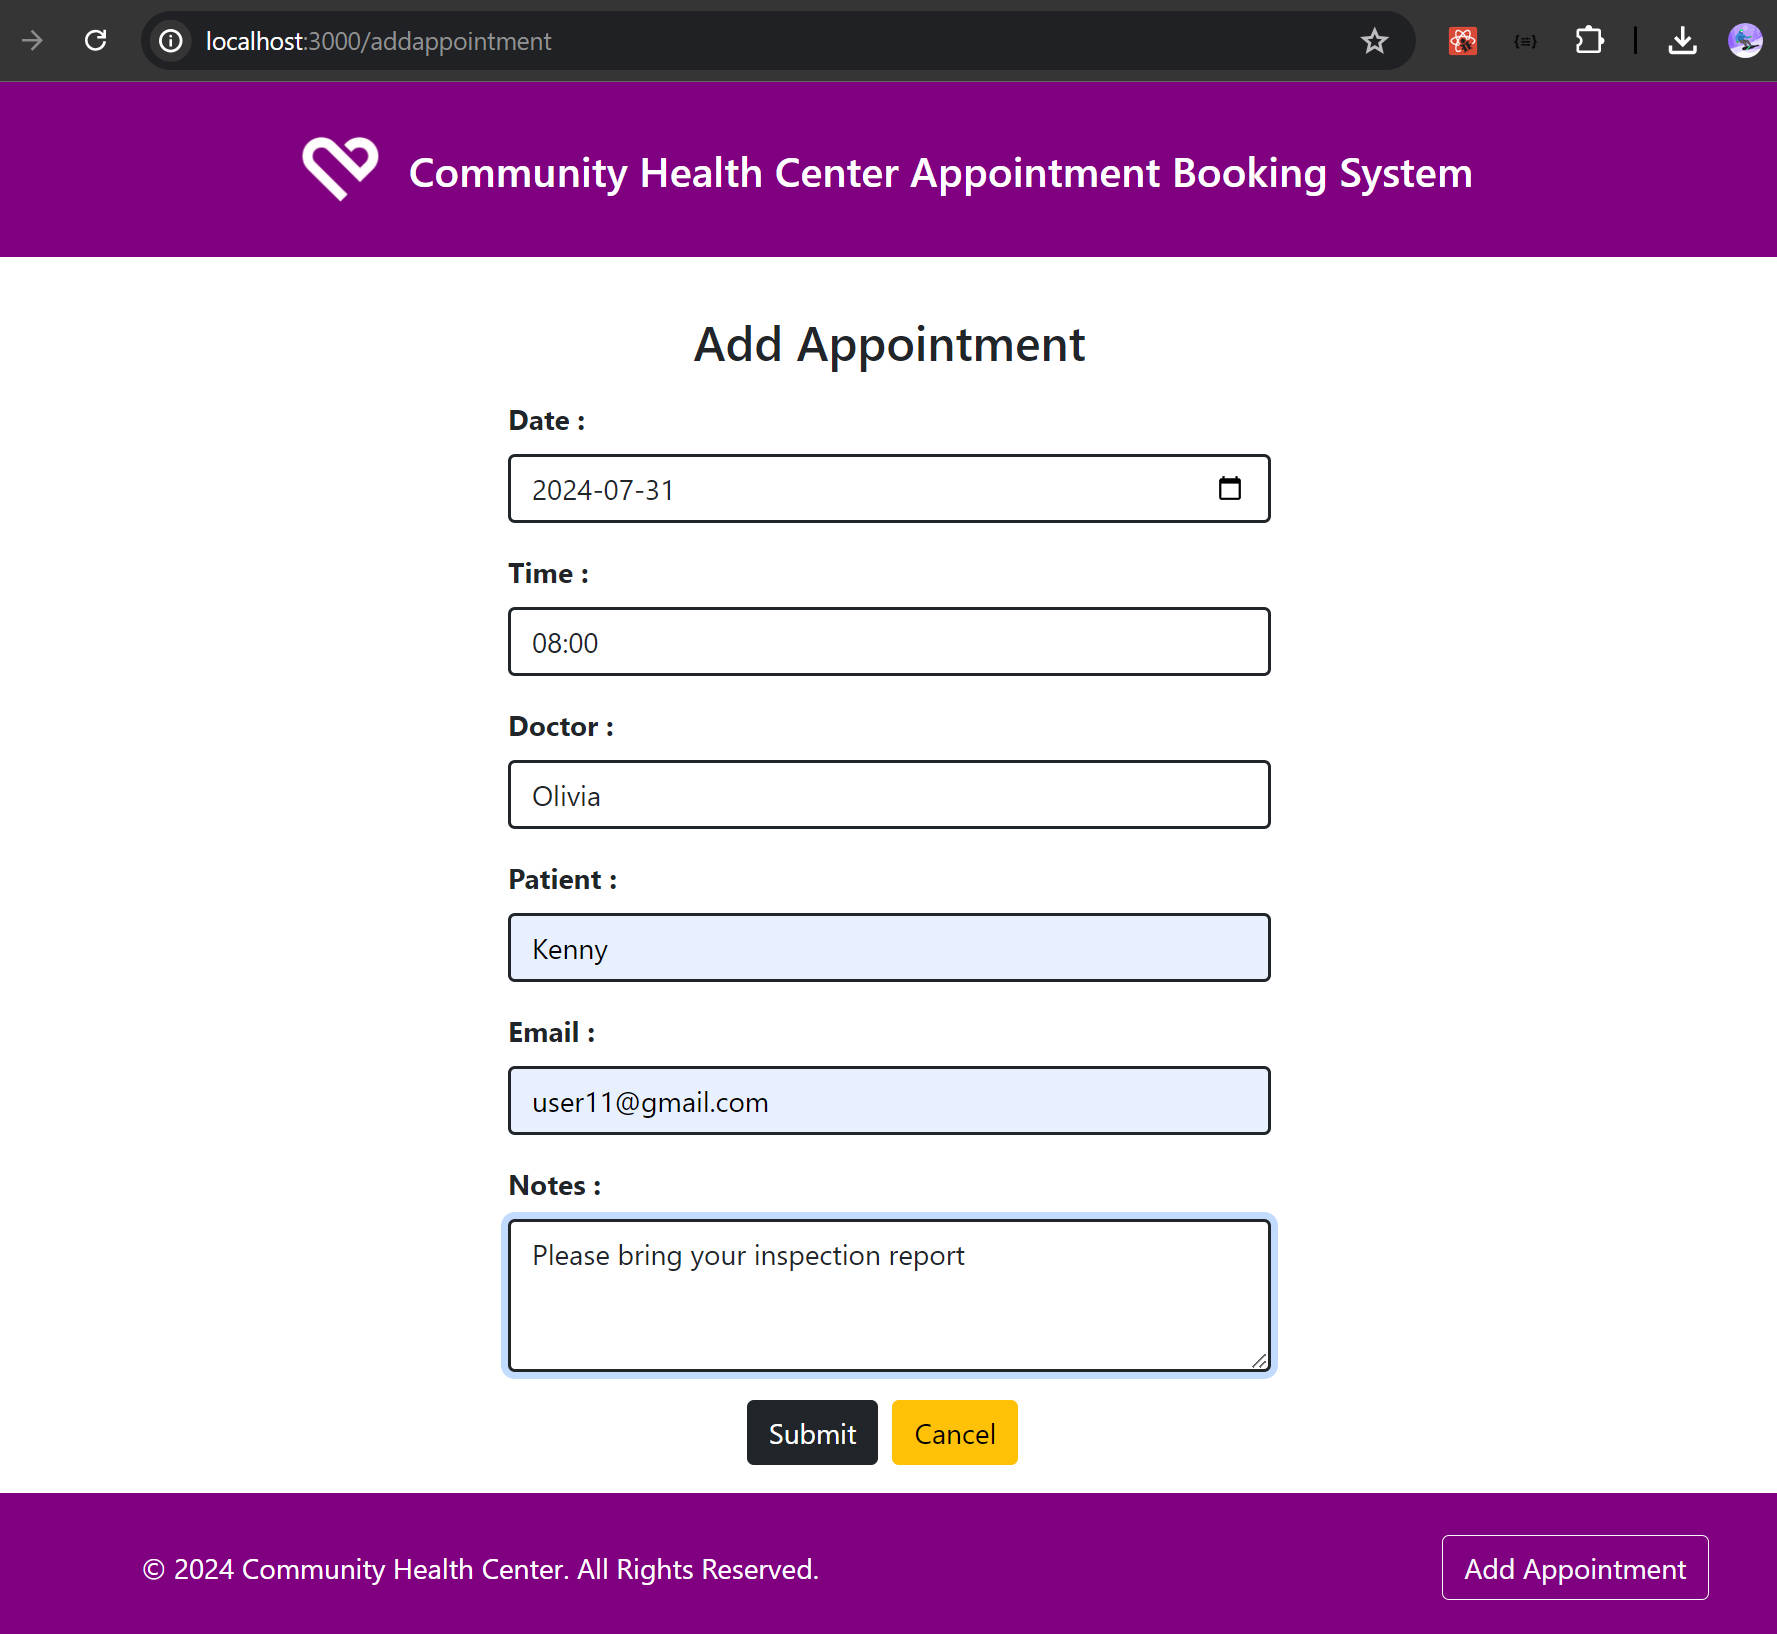 localhost:3000/addappointment
Community Health Center Appointment Booking System
Add Appointment
Date :
2024-07-31
Time :
08:00
Doctor :
Olivia
Patient :
Kenny
Email :
user11@gmail.com
Notes :
Please bring your inspection report
Submit Cancel
© 2024 Community Health Center. All Rights Reserved. Add Appointment